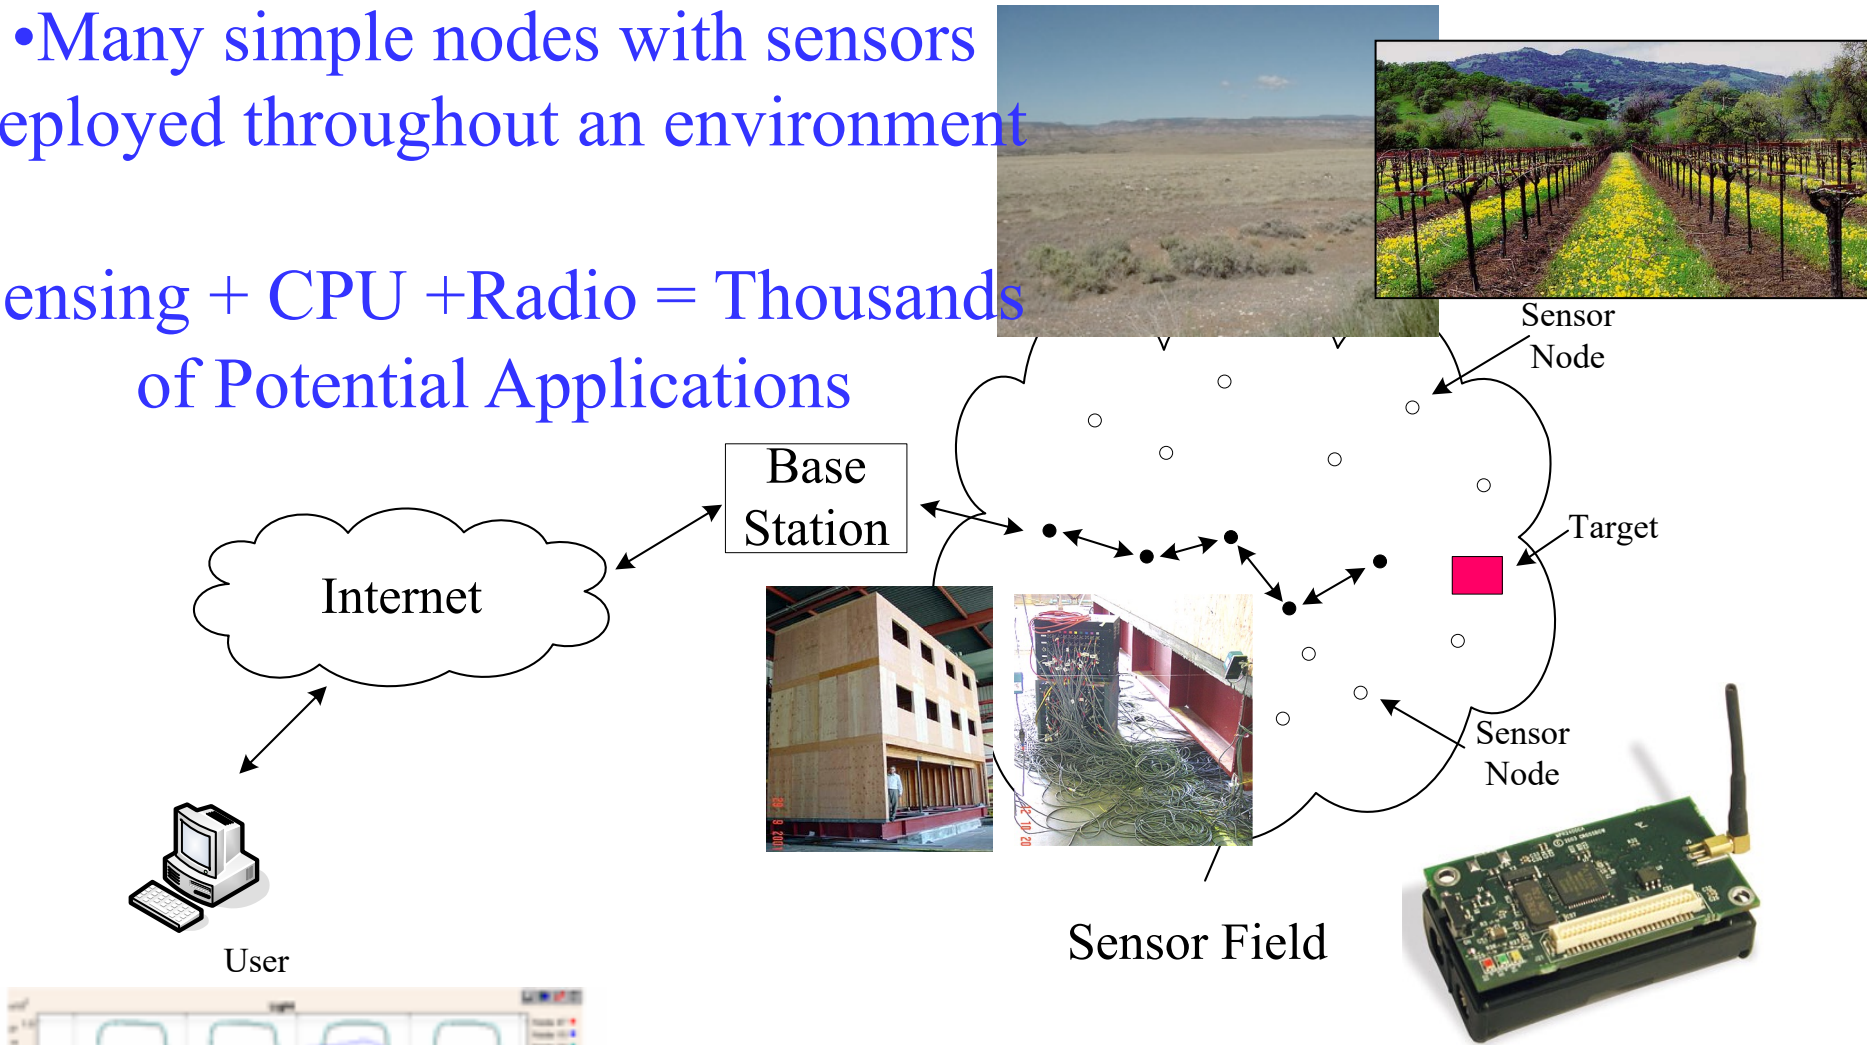 •Many simple nodes with sensors
eployed throughout an environment
ensing + CPU +Radio = Thousands
of Potential Applications
Sensor
Node
Base
Station
Target
Internet
Sensor
Node
Sensor Field
User
Light